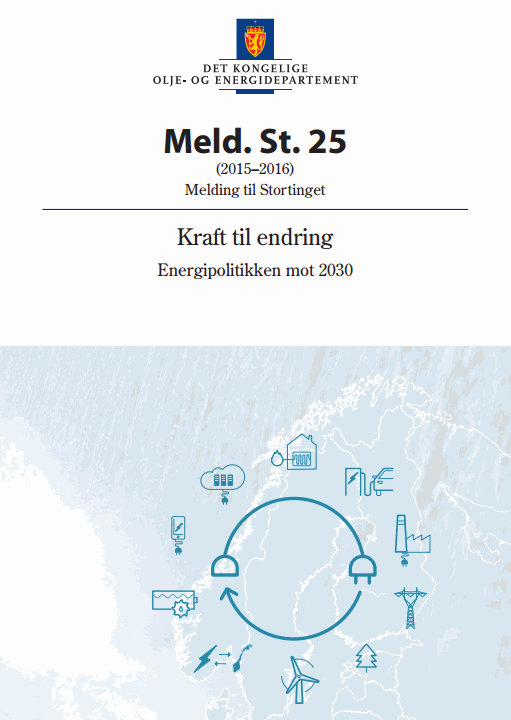 DET KONGELIGE
OLJE- OG ENERGIDEPARTEMENT
Meld. St. 25
(2015–2016)
Melding til Stortinget
Kraft til endring
Energipolitikken mot 2030